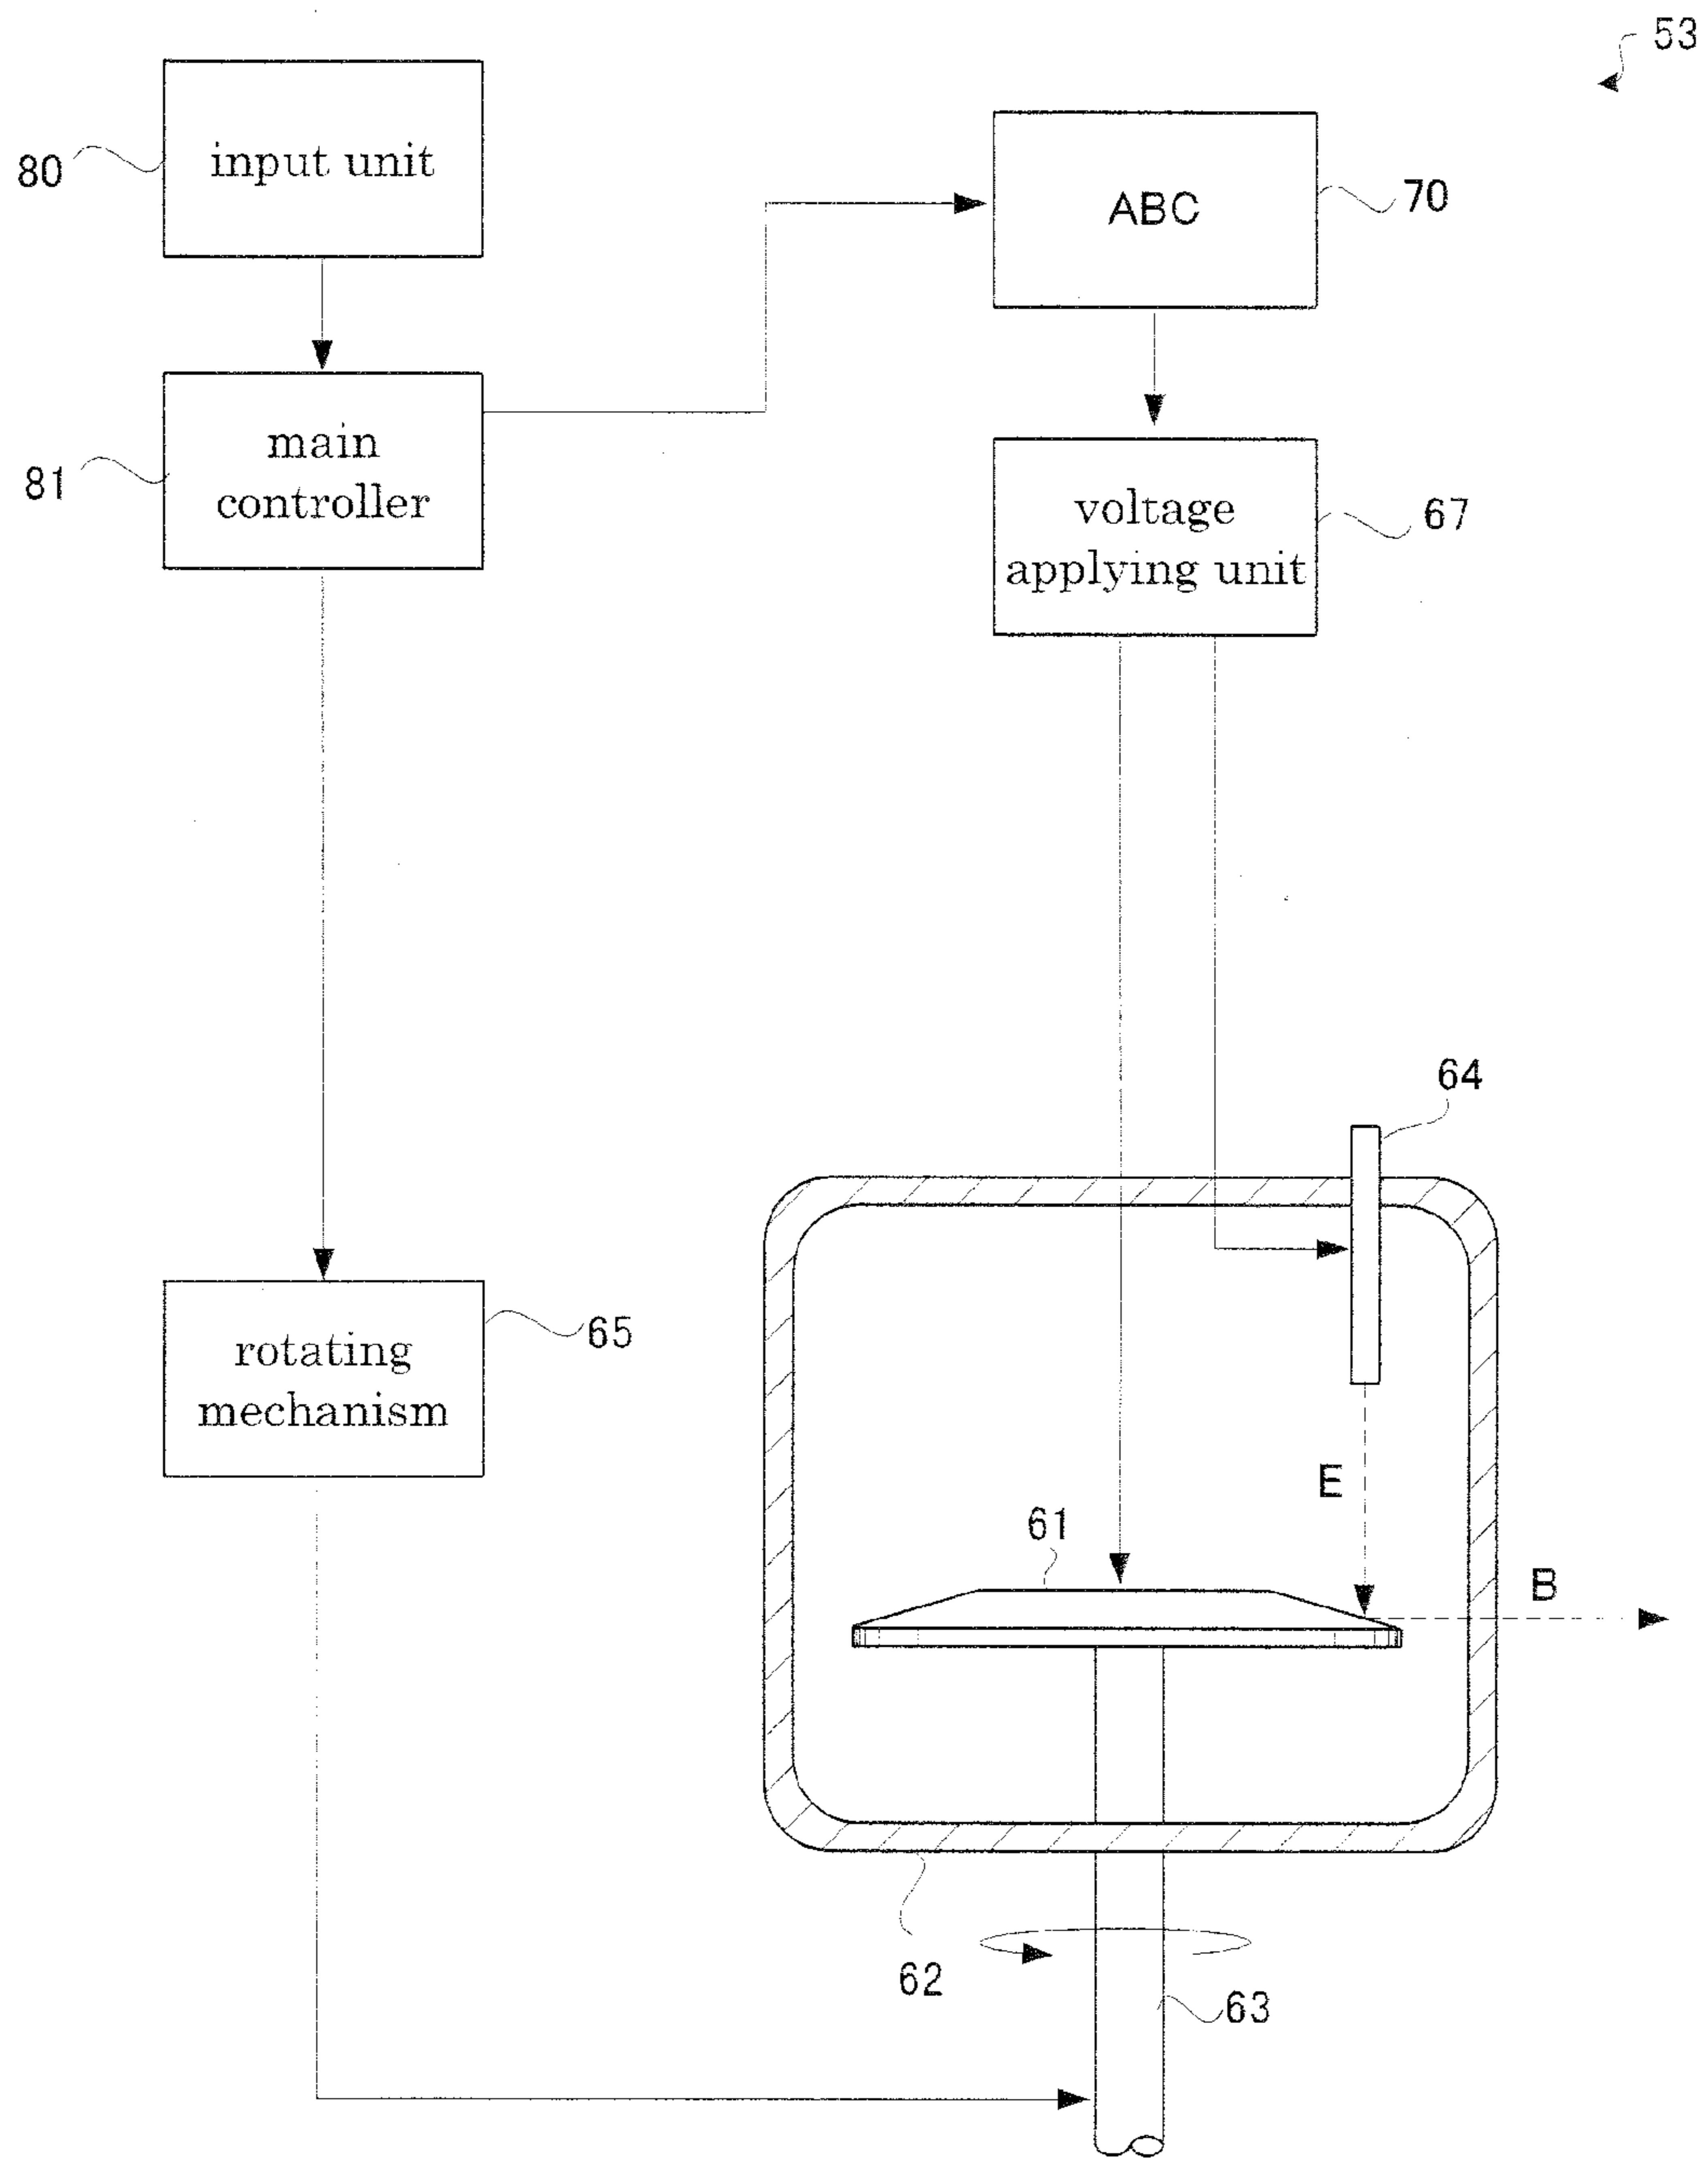 53
input unit
80
ABC
70
main
controller
81
voltage
applying unit
67
64
rotating
mechanism
65
E
61
B
62
63